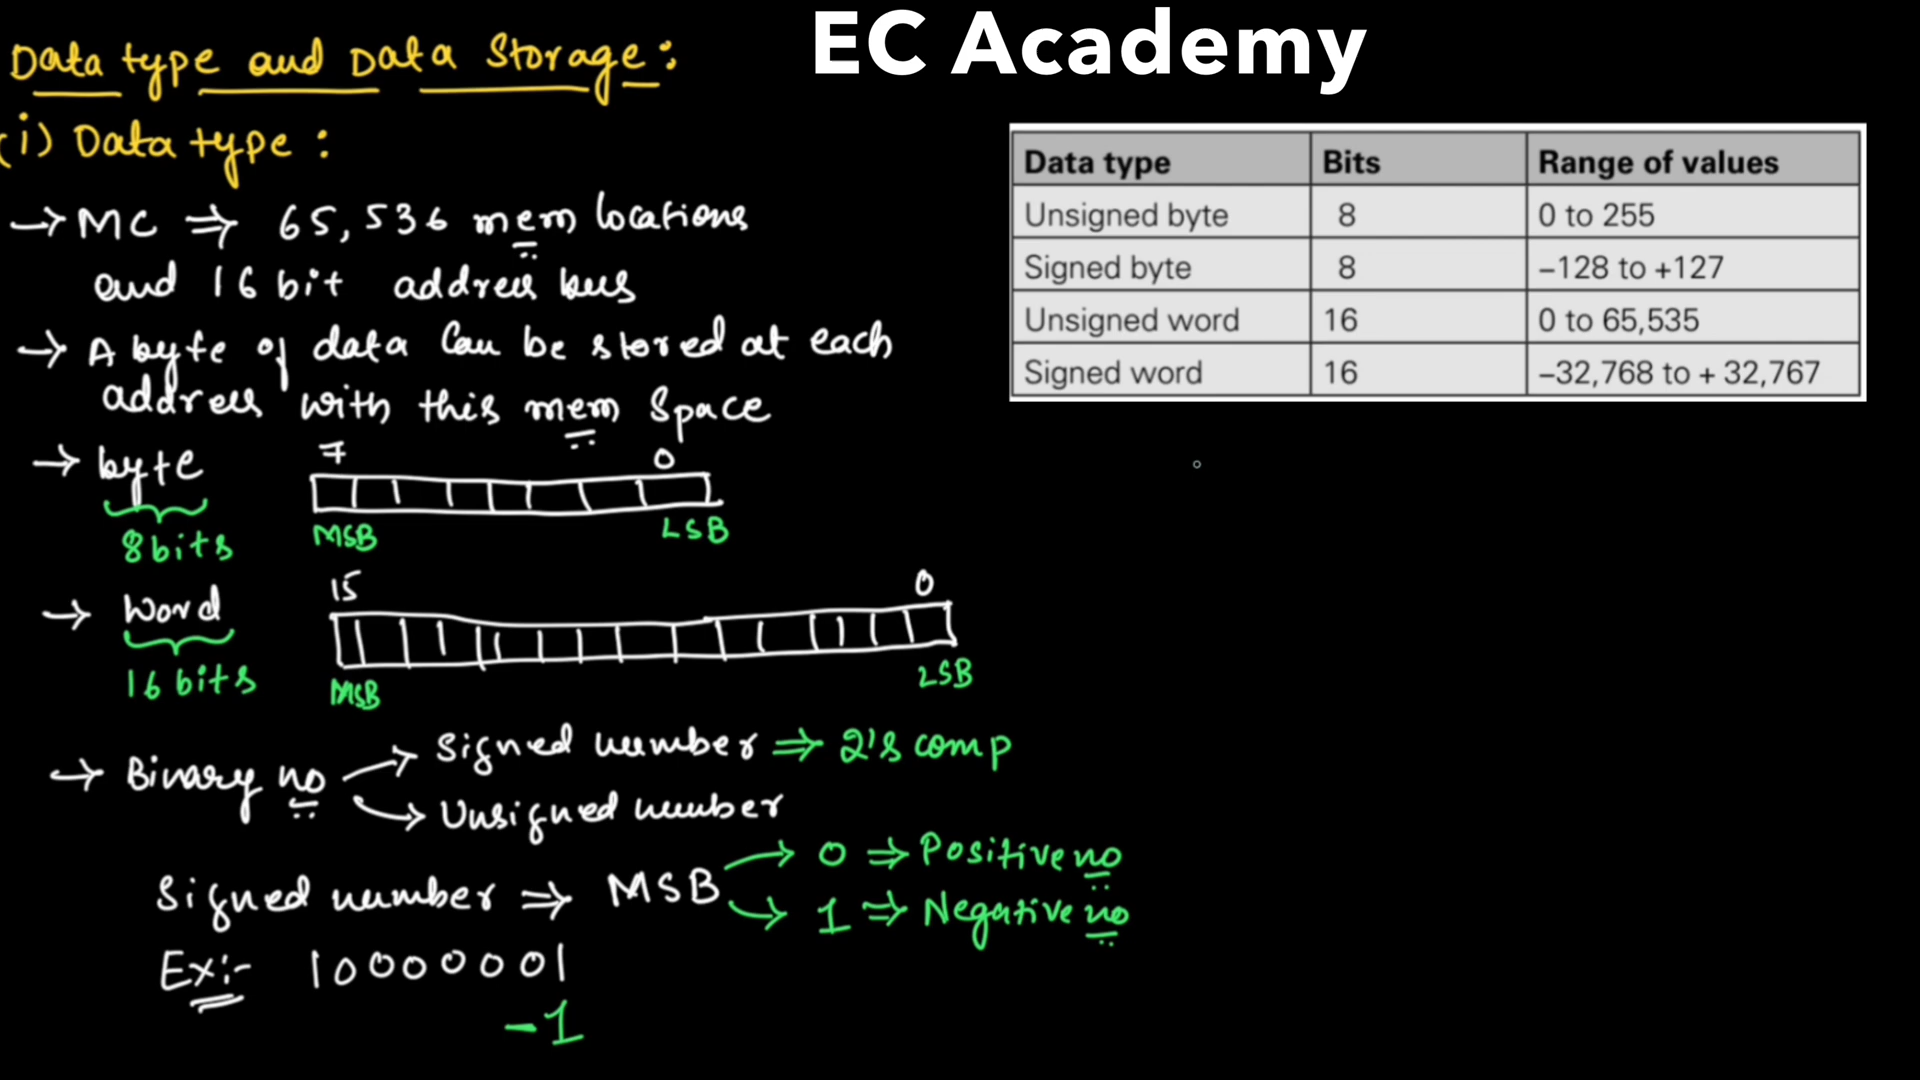 EC Academy
Data type and Data Storage:
(i) Data type :
→ MC ⇒ 65,536 mem locations
and 16 bit address bus
→ A byte of data can be stored at each
address with this mem space
→ byte
8 bits
7 0
MSB LSB
→ Word
16 bits
15 0
MSB LSB
→ Binary no → Signed number ⇒ 2's comp
→ Unsigned number
Signed number ⇒ MSB → 0 ⇒ Positive no
→ 1 ⇒ Negative no
Ex:- 10000001
-1
Data type Bits Range of values
Unsigned byte 8 0 to 255
Signed byte 8 –128 to +127
Unsigned word 16 0 to 65,535
Signed word 16 –32,768 to + 32,767